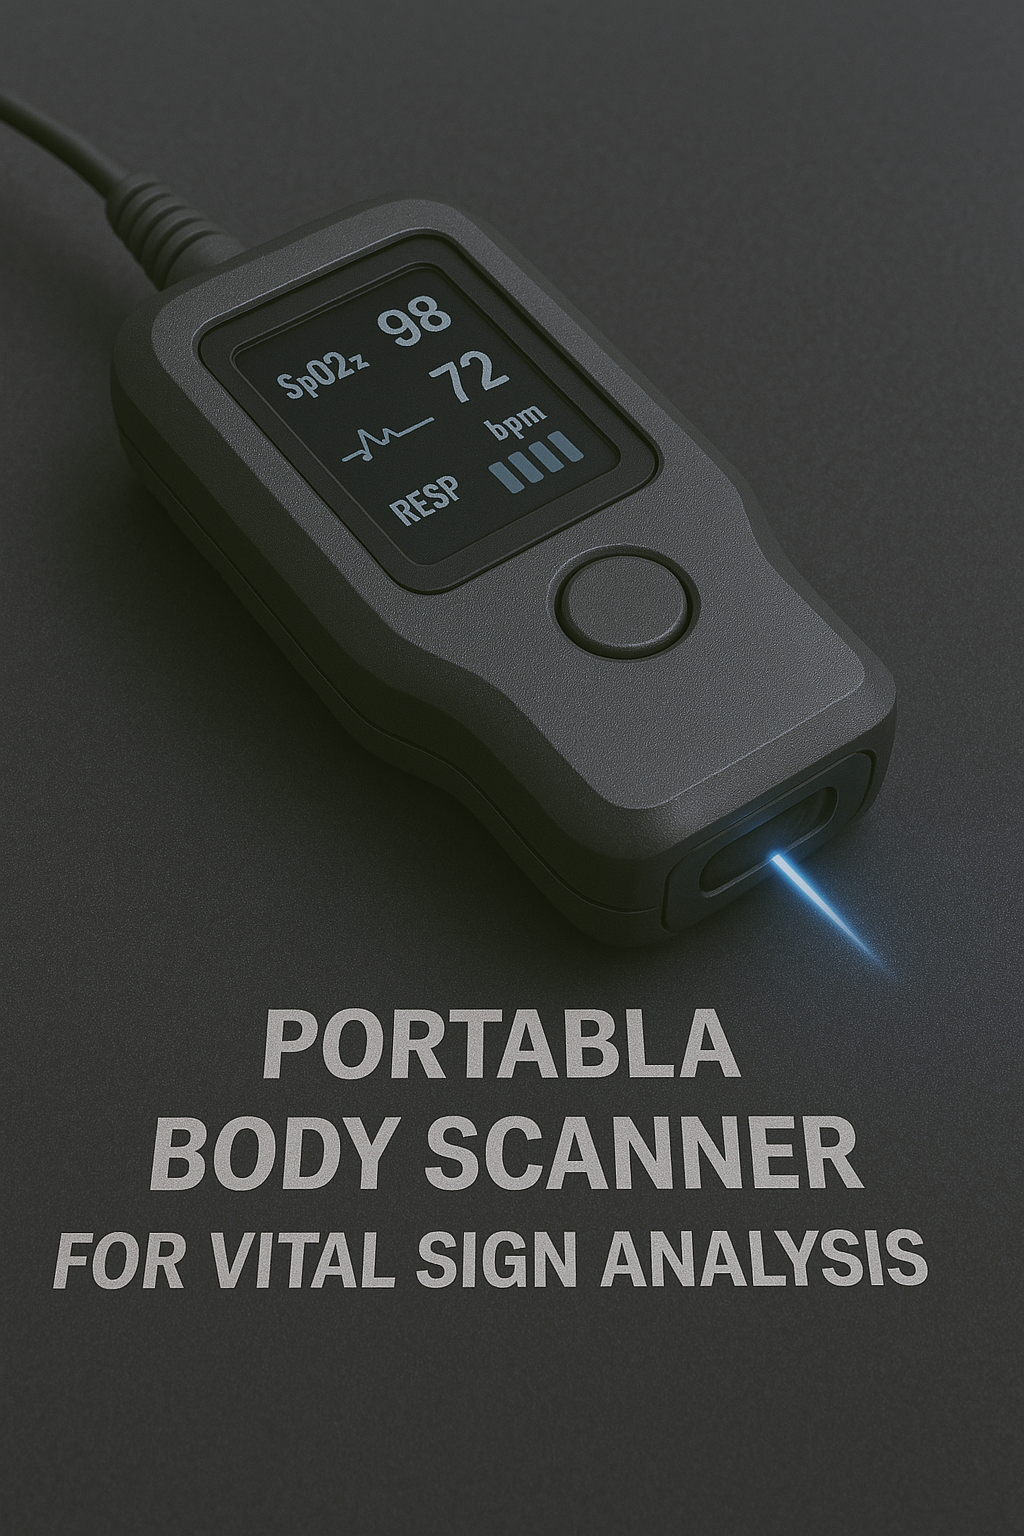 SpO2z 98
72
bpm
RESP
PORTABLA
BODY SCANNER
FOR VITAL SIGN ANALYSIS